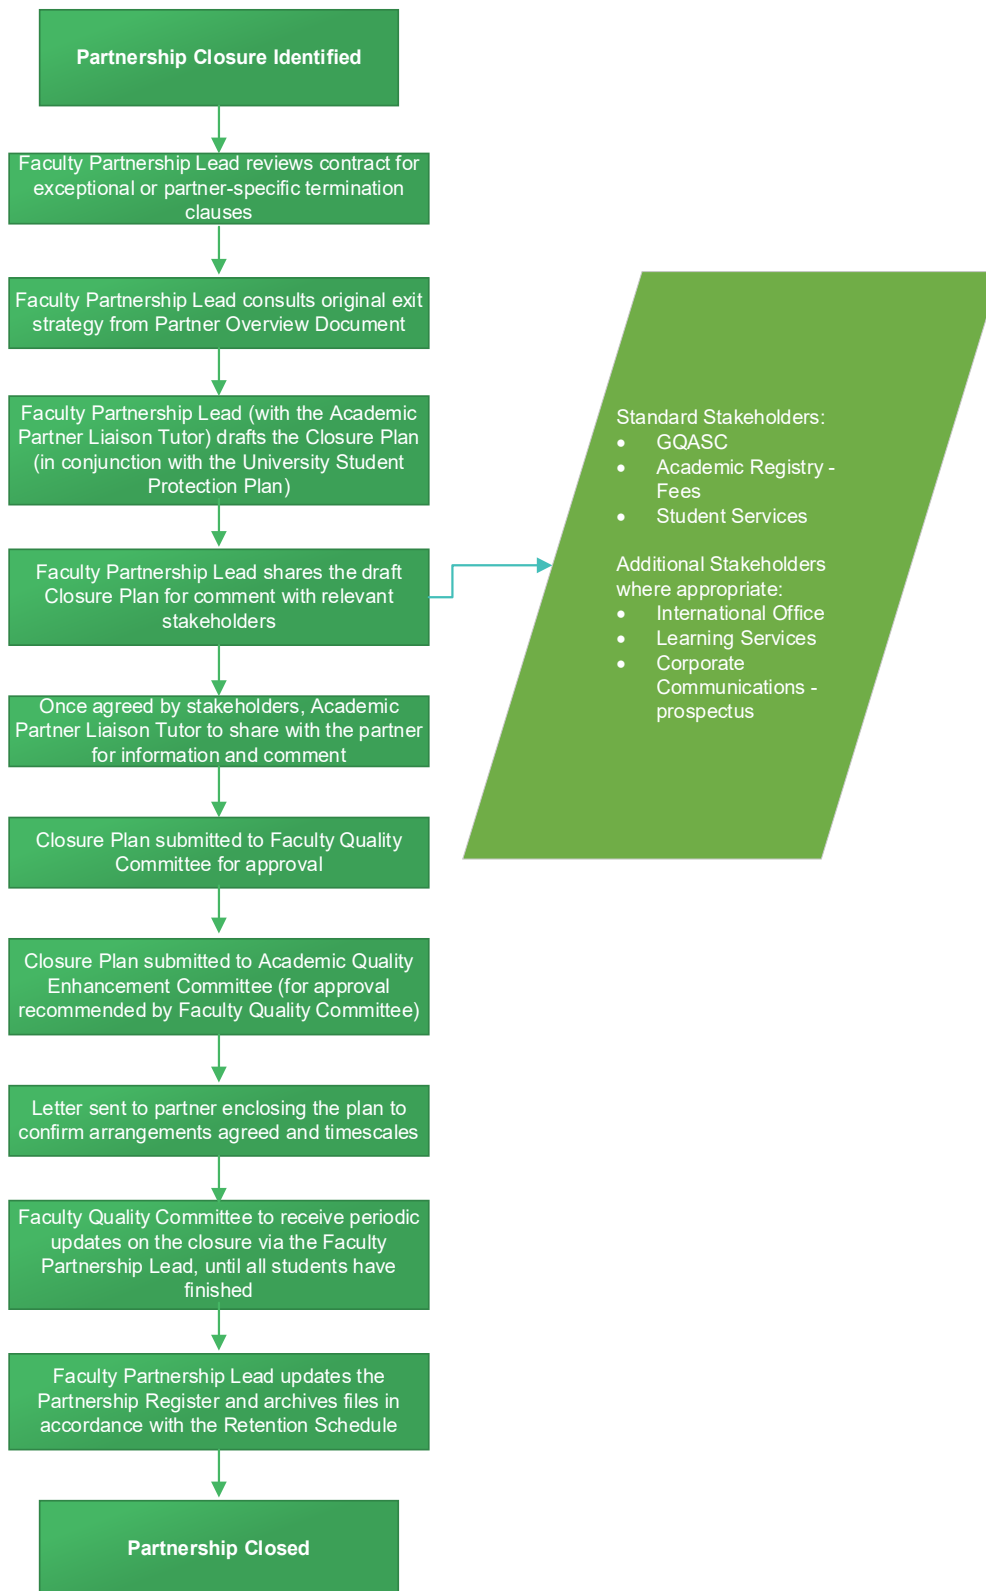 Partnership Closure Identified
Faculty Partnership Lead reviews contract for
exceptional or partner-specific termination
clauses
Faculty Partnership Lead consults original exit
strategy from Partner Overview Document
Faculty Partnership Lead (with the Academic
Partner Liaison Tutor) drafts the Closure Plan
(in conjunction with the University Student
Protection Plan)
Faculty Partnership Lead shares the draft
Closure Plan for comment with relevant
stakeholders
Standard Stakeholders:
• GQASC
• Academic Registry -
Fees
• Student Services
Additional Stakeholders
where appropriate:
• International Office
• Learning Services
• Corporate
Communications -
prospectus
Once agreed by stakeholders, Academic
Partner Liaison Tutor to share with the partner
for information and comment
Closure Plan submitted to Faculty Quality
Committee for approval
Closure Plan submitted to Academic Quality
Enhancement Committee (for approval
recommended by Faculty Quality Committee)
Letter sent to partner enclosing the plan to
confirm arrangements agreed and timescales
Faculty Quality Committee to receive periodic
updates on the closure via the Faculty
Partnership Lead, until all students have
finished
Faculty Partnership Lead updates the
Partnership Register and archives files in
accordance with the Retention Schedule
Partnership Closed